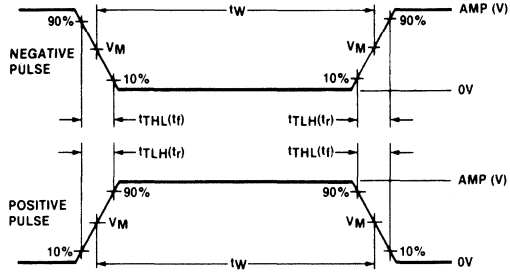 90% tW 90% AMP (V)
NEGATIVE PULSE VM VM
10% 10%
0V
tTHL(tf) tTLH(tr)
tTLH(tr) tTHL(tf)
90% 90% AMP (V)
POSITIVE PULSE VM VM
10% tW 10% 0V